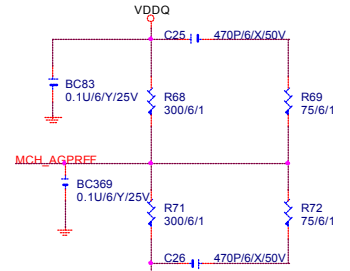 VDDQ
C25 470P/6/X/50V
BC83
0.1U/6/Y/25V
R68
300/6/1
R69
75/6/1
MCH_AGPREF
BC369
0.1U/6/Y/25V
R71
300/6/1
R72
75/6/1
C26 470P/6/X/50V